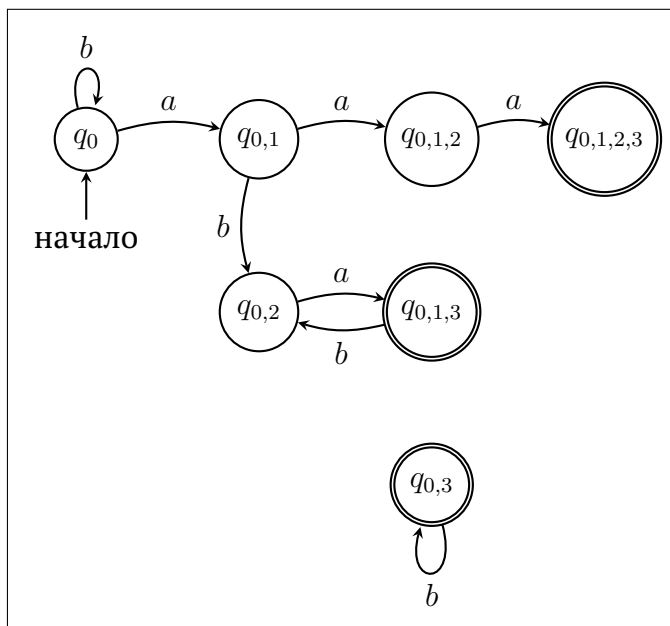 b
a a a
q₀ q₀,₁ q₀,₁,₂ q₀,₁,₂,₃
b
начало
a
q₀,₂ q₀,₁,₃
b
q₀,₃
b